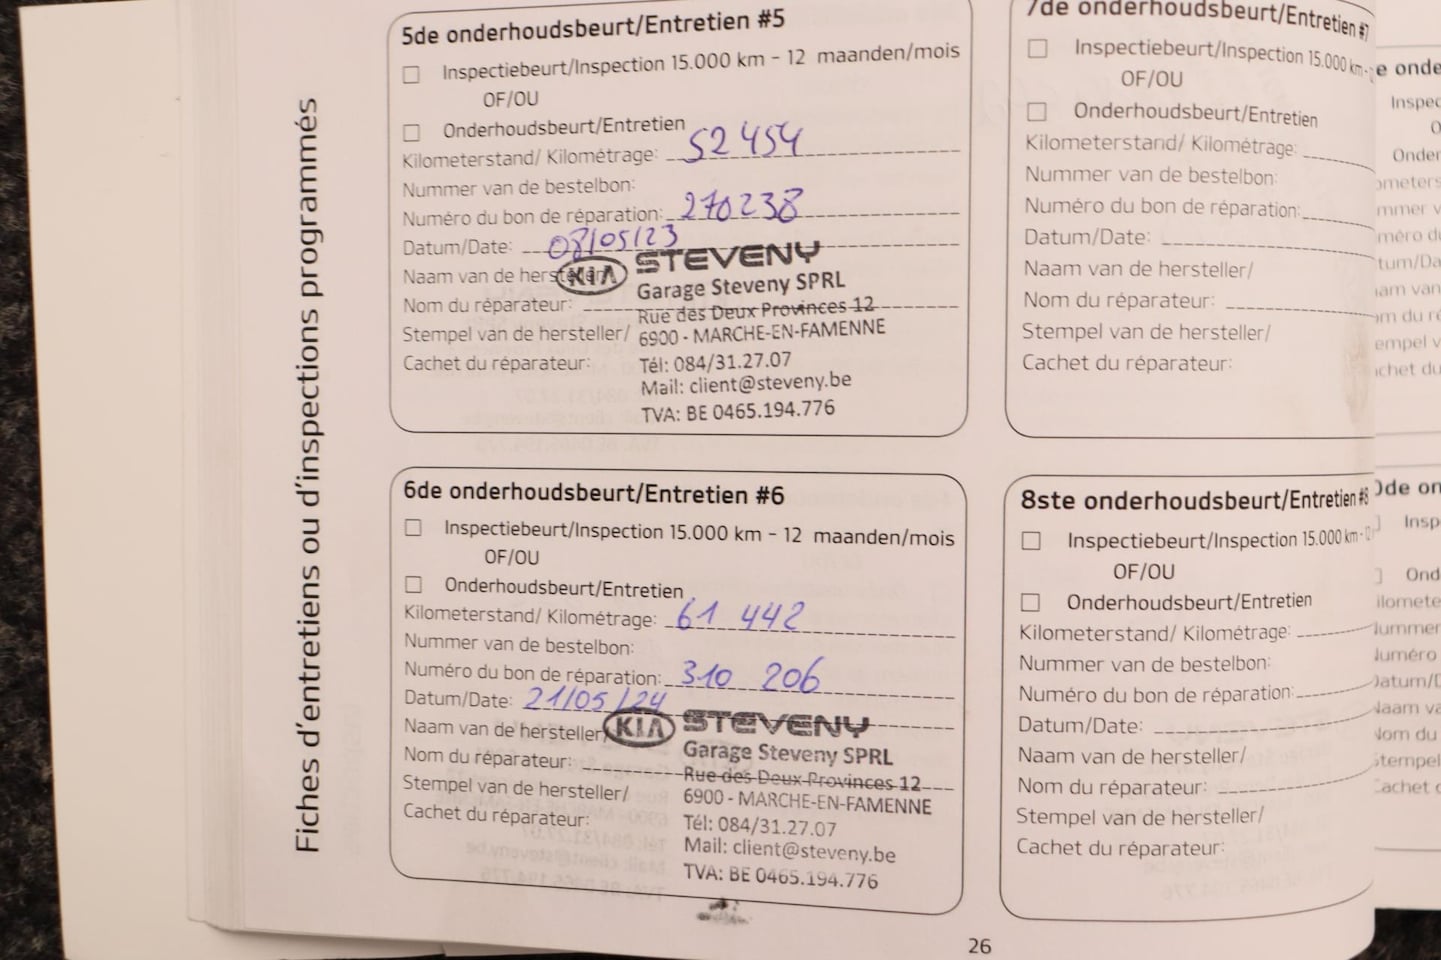 Fiches d'entretiens ou d'inspections programmés
5de onderhoudsbeurt/Entretien #5
Inspectiebeurt/Inspection 15.000 km - 12 maanden/mois
OF/OU
Onderhoudsbeurt/Entretien
Kilometerstand/ Kilométrage: 52 454
Nummer van de bestelbon:
Numéro du bon de réparation: 270238
Datum/Date: 08/05/23
Naam van de hersteller/
Nom du réparateur:
Stempel van de hersteller/
Cachet du réparateur:
KIA STEVENY
Garage Steveny SPRL
Rue des Deux Provinces 12
6900 - MARCHE-EN-FAMENNE
Tél: 084/31.27.07
Mail: client@steveny.be
TVA: BE 0465.194.776
6de onderhoudsbeurt/Entretien #6
Inspectiebeurt/Inspection 15.000 km - 12 maanden/mois
OF/OU
Onderhoudsbeurt/Entretien
Kilometerstand/ Kilométrage: 61 442
Nummer van de bestelbon:
Numéro du bon de réparation: 310 206
Datum/Date: 21/05/24
Naam van de hersteller/
Nom du réparateur:
Stempel van de hersteller/
Cachet du réparateur:
KIA STEVENY
Garage Steveny SPRL
Rue des Deux Provinces 12
6900 - MARCHE-EN-FAMENNE
Tél: 084/31.27.07
Mail: client@steveny.be
TVA: BE 0465.194.776
7de onderhoudsbeurt/Entretien #7
Inspectiebeurt/Inspection 15.000 km -
OF/OU
Onderhoudsbeurt/Entretien
Kilometerstand/ Kilométrage:
Nummer van de bestelbon:
Numéro du bon de réparation:
Datum/Date:
Naam van de hersteller/
Nom du réparateur:
Stempel van de hersteller/
Cachet du réparateur:
8ste onderhoudsbeurt/Entretien #8
Inspectiebeurt/Inspection 15.000 km -
OF/OU
Onderhoudsbeurt/Entretien
Kilometerstand/ Kilométrage:
Nummer van de bestelbon:
Numéro du bon de réparation:
Datum/Date:
Naam van de hersteller/
Nom du réparateur:
Stempel van de hersteller/
Cachet du réparateur:
26